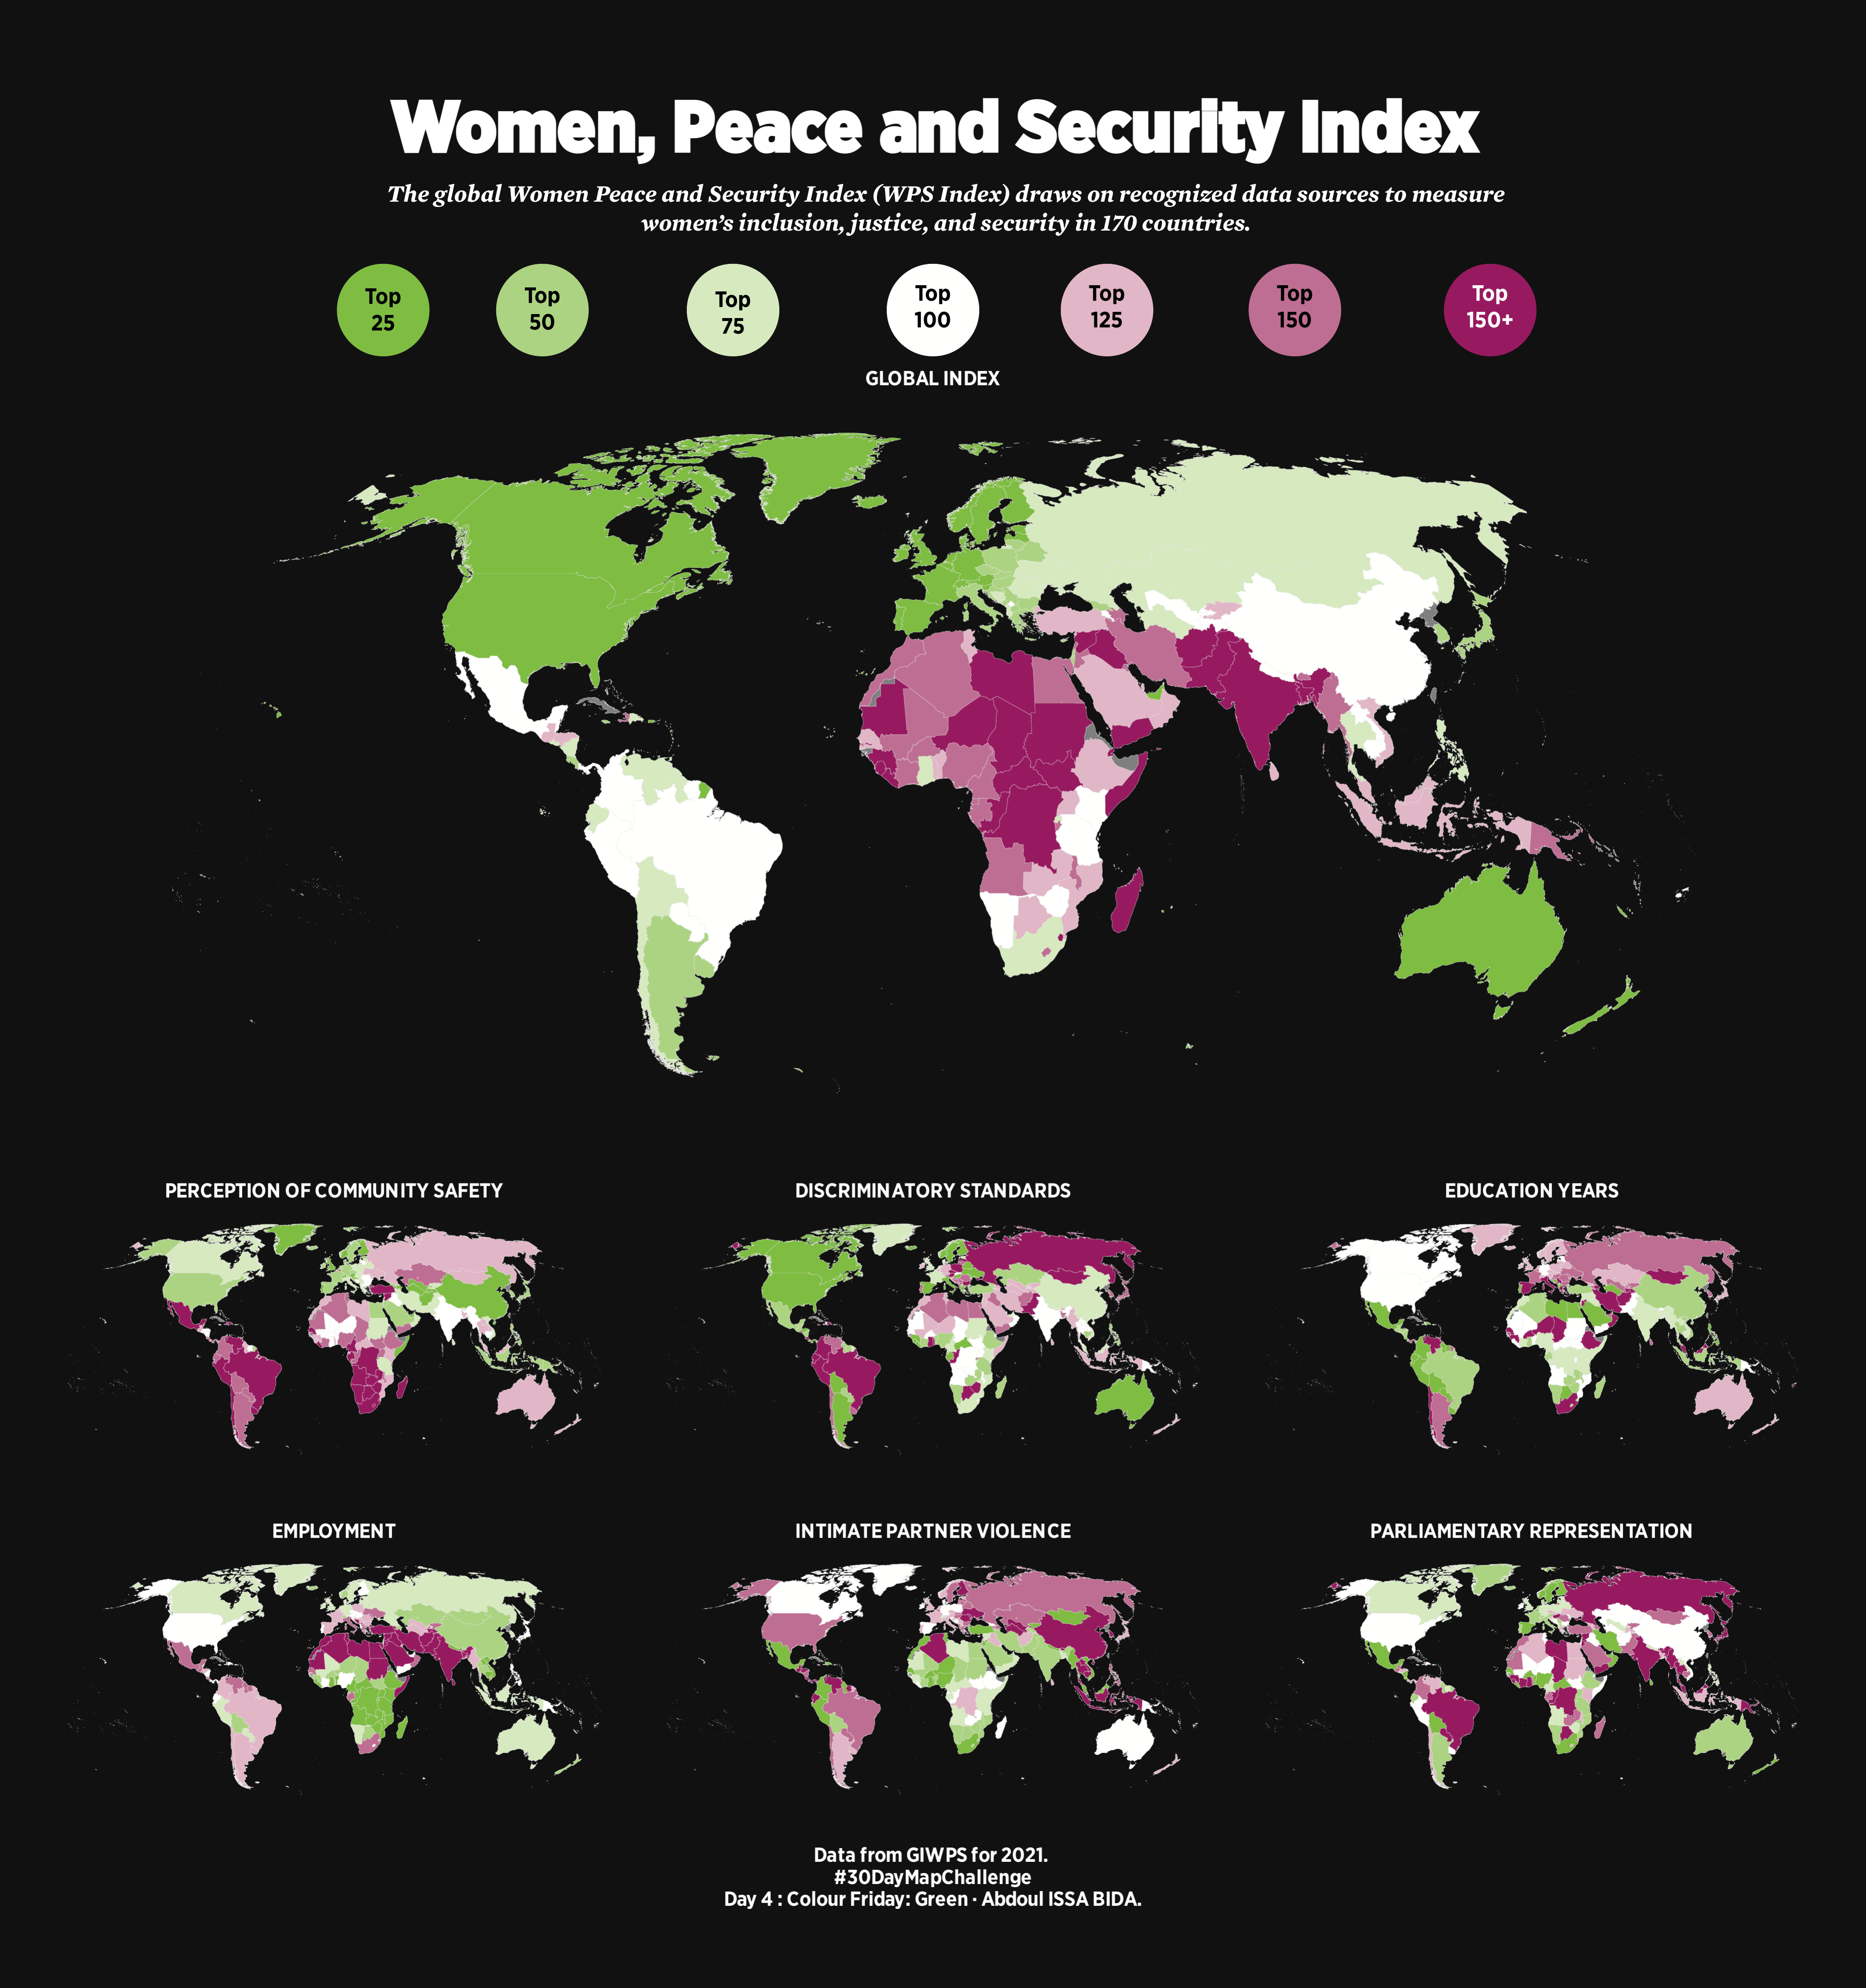 Women, Peace and Security Index
The global Women Peace and Security Index (WPS Index) draws on recognized data sources to measure
women's inclusion, justice, and security in 170 countries.
Top
25
Top
50
Top
75
Top
100
Top
125
Top
150
Top
150+
GLOBAL INDEX
PERCEPTION OF COMMUNITY SAFETY
DISCRIMINATORY STANDARDS
EDUCATION YEARS
EMPLOYMENT
INTIMATE PARTNER VIOLENCE
PARLIAMENTARY REPRESENTATION
Data from GIWPS for 2021.
#30DayMapChallenge
Day 4 : Colour Friday: Green · Abdoul ISSA BIDA.